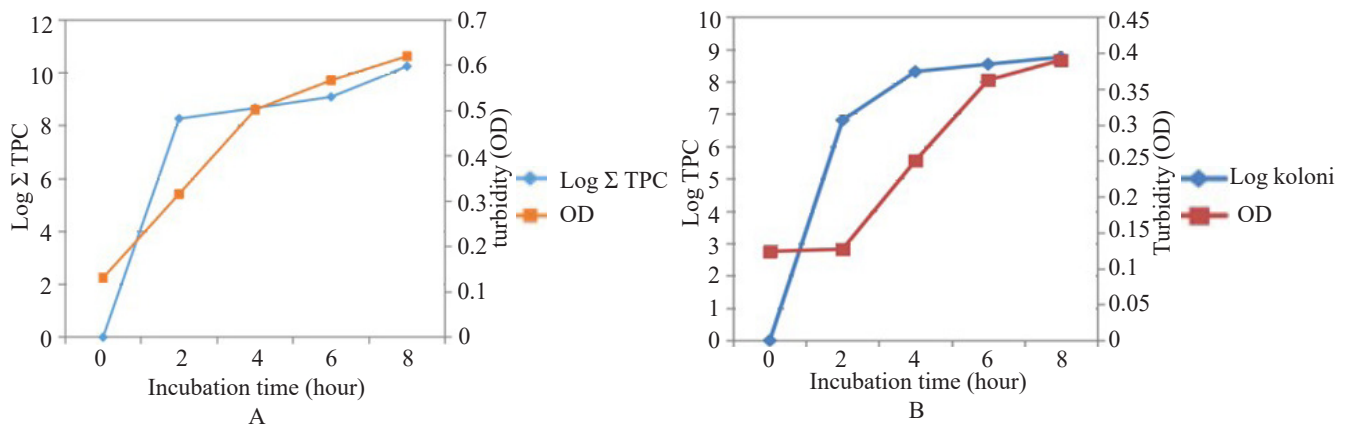 12
10
8
6
4
2
0
Log Σ TPC
0.7
0.6
0.5
0.4
0.3
0.2
0.1
0
turbidity (OD)
0 2 4 6 8
Incubation time (hour)
A
Log Σ TPC
OD
10
9
8
7
6
5
4
3
2
1
0
Log TPC
0.45
0.4
0.35
0.3
0.25
0.2
0.15
0.1
0.05
0
Turbidity (OD)
0 2 4 6 8
Incubation time (hour)
B
Log koloni
OD